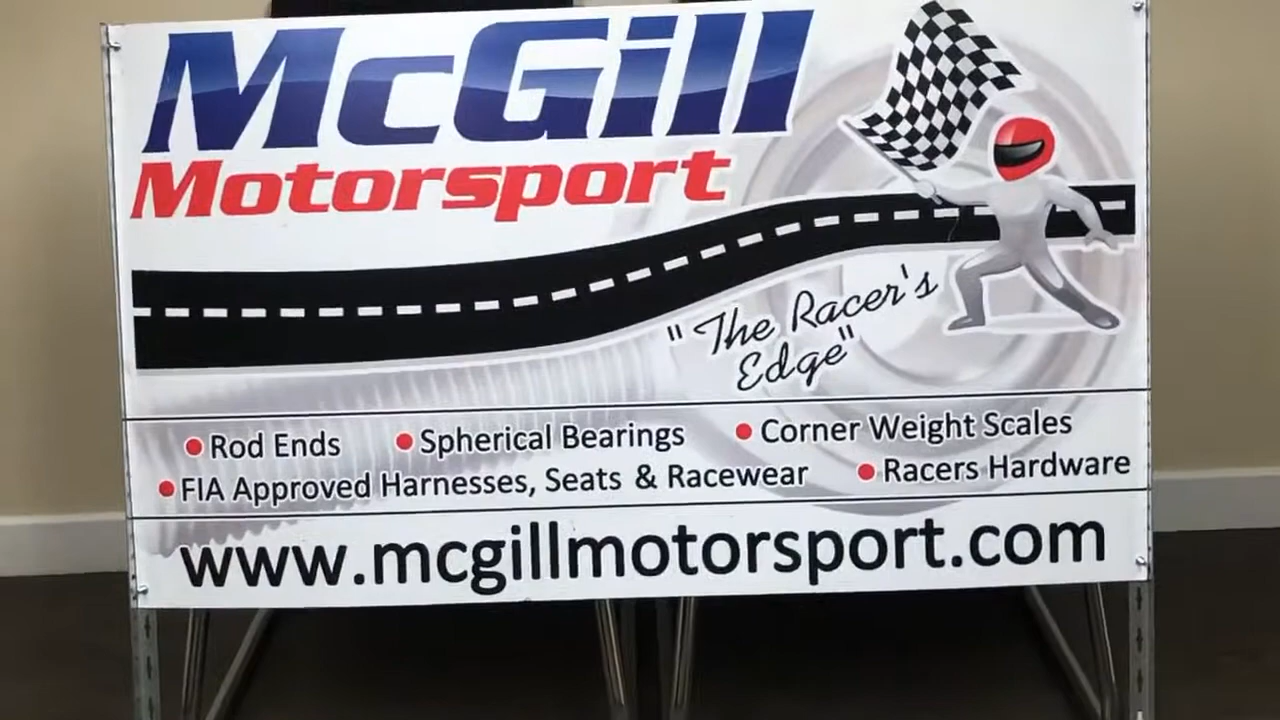 McGill
Motorsport
"The Racer's
Edge"
Rod Ends Spherical Bearings Corner Weight Scales
FIA Approved Harnesses, Seats & Racewear Racers Hardware
www.mcgillmotorsport.com